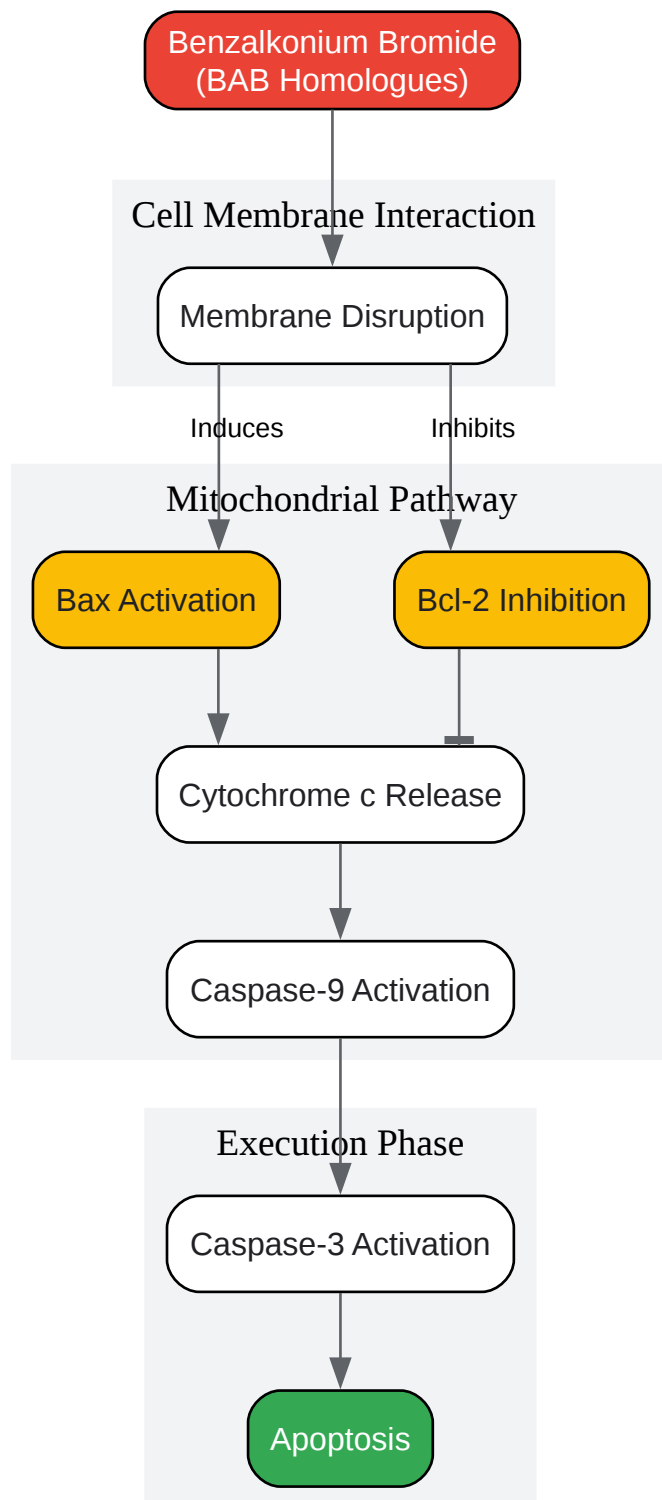 Benzalkonium Bromide
(BAB Homologues)
Cell Membrane Interaction
Membrane Disruption
Induces
Inhibits
Mitochondrial Pathway
Bax Activation
Bcl-2 Inhibition
Cytochrome c Release
Caspase-9 Activation
Execution Phase
Caspase-3 Activation
Apoptosis